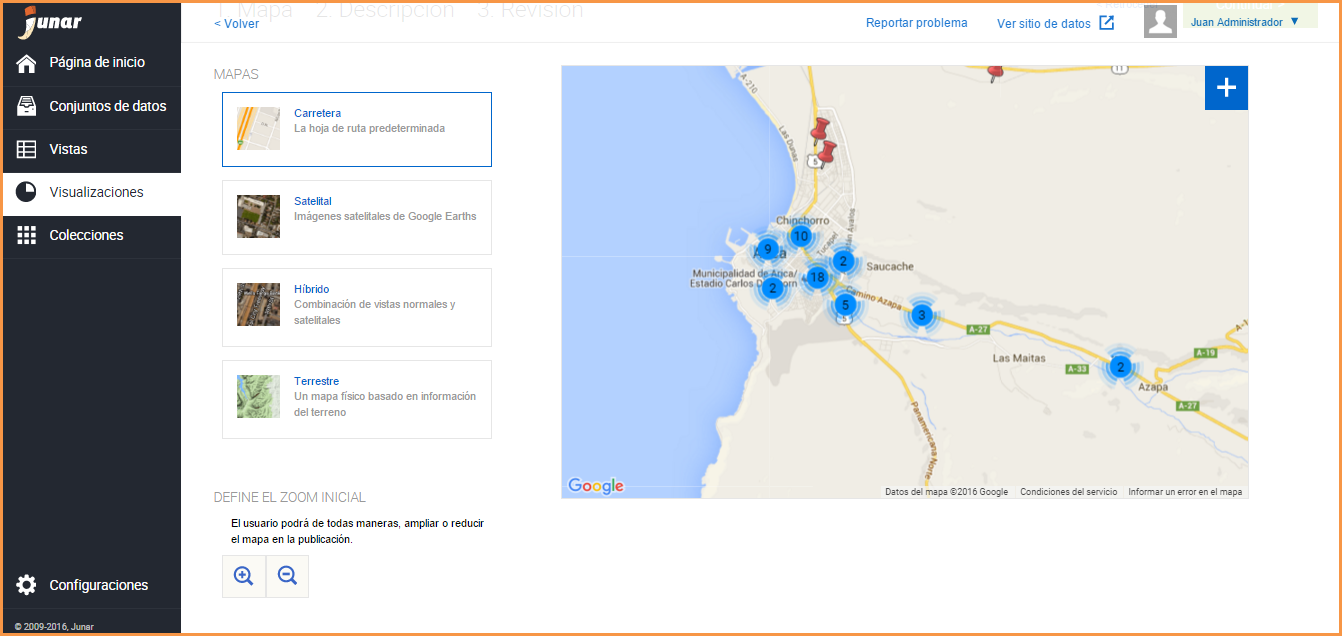 junar
1. Mapa 2. Descripción 3. Revisión
< Volver
Reportar problema
Ver sitio de datos
Continuar >
Juan Administrador ▼
Página de inicio
Conjuntos de datos
Vistas
Visualizaciones
Colecciones
Configuraciones
© 2009-2016, Junar
MAPAS
Carretera
La hoja de ruta predeterminada
Satelital
Imágenes satelitales de Google Earths
Híbrido
Combinación de vistas normales y
satelitales
Terrestre
Un mapa físico basado en información
del terreno
DEFINE EL ZOOM INICIAL
El usuario podrá de todas maneras, ampliar o reducir
el mapa en la publicación.
+
A-210
11
Las Dunas
5
Chinchorro
10
9
Tucapel
2
Saucache
Municipalidad de Arica/
Estadio Carlos
2
18
Camino Azapa
5
5
3
A-27
Las Maitas
A-33
2
A-19
Azapa
A-27
Panamericana Norte
Google
Datos del mapa ©2016 Google
Condiciones del servicio
Informar un error en el mapa